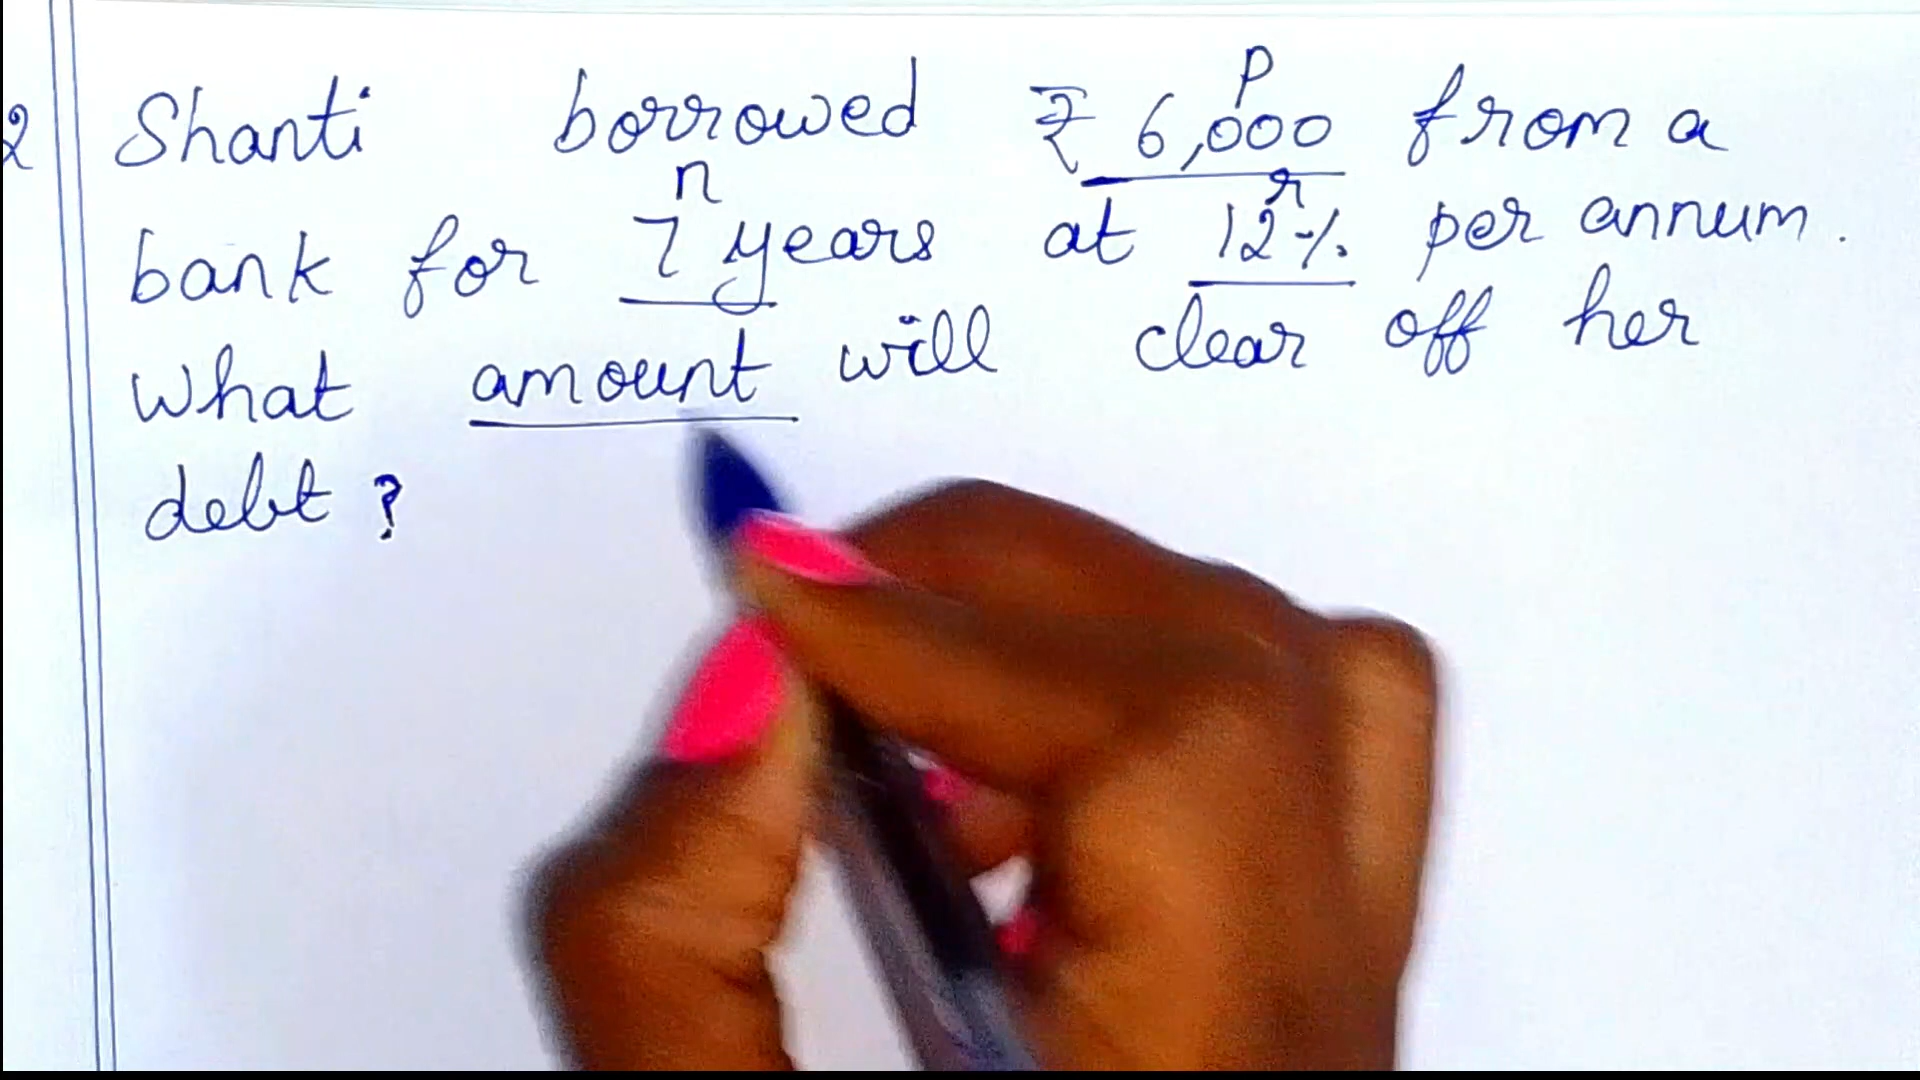 2 Shanti borrowed ₹ 6,000 from a
P
bank for 7 years at 12% per annum.
n r
What amount will clear off her
debt?